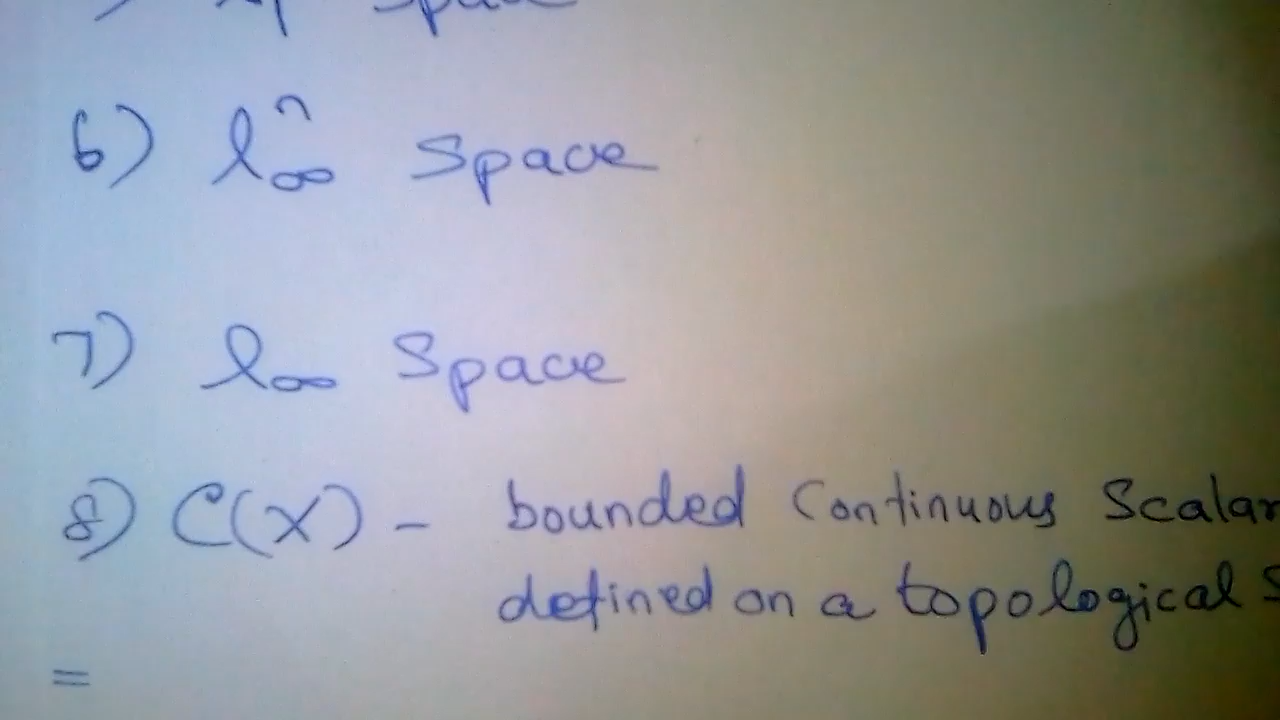 6) l∞ⁿ Space
7) l∞ Space
8) C(X) - bounded Continuous Scalar
defined on a topological
=